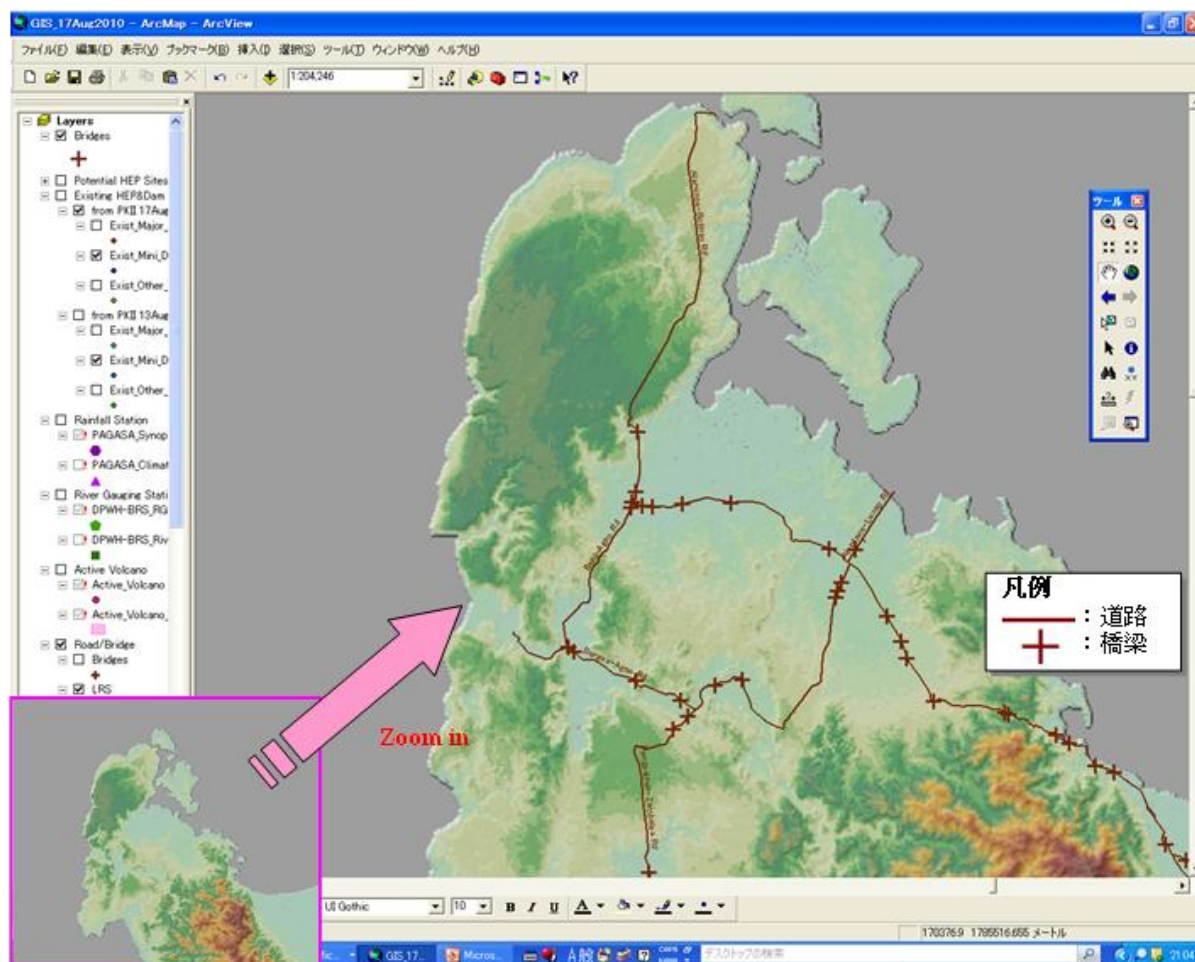 GIS_17Aug2010 - ArcMap - ArcView
ファイル(F) 編集(E) 表示(V) ブックマーク(B) 挿入(I) 選択(S) ツール(T) ウィンドウ(W) ヘルプ(H)
1:204,246
Layers
Bridges
Potential HEP Sites
Existing HEP&Dam
from PKII 17Aug
Exist_Major_
Exist_Mini_D
Exist_Other_
from PKII 13Aug
Exist_Major_
Exist_Mini_D
Exist_Other_
Rainfall Station
PAGASA_Synop
PAGASA_Climat
River Gauging Stati
DPWH-BRS_RG
DPWH-BRS_Riv
Active Volcano
Active_Volcano
Active_Volcano_
Road/Bridge
Bridges
LRS
ツール
凡例
: 道路
: 橋梁
Zoom in
UI Gothic
10
B I U A
1703769 1785516.655 メートル
GIS_17...
Micros...
A 般
デスクトップの検索
21:04